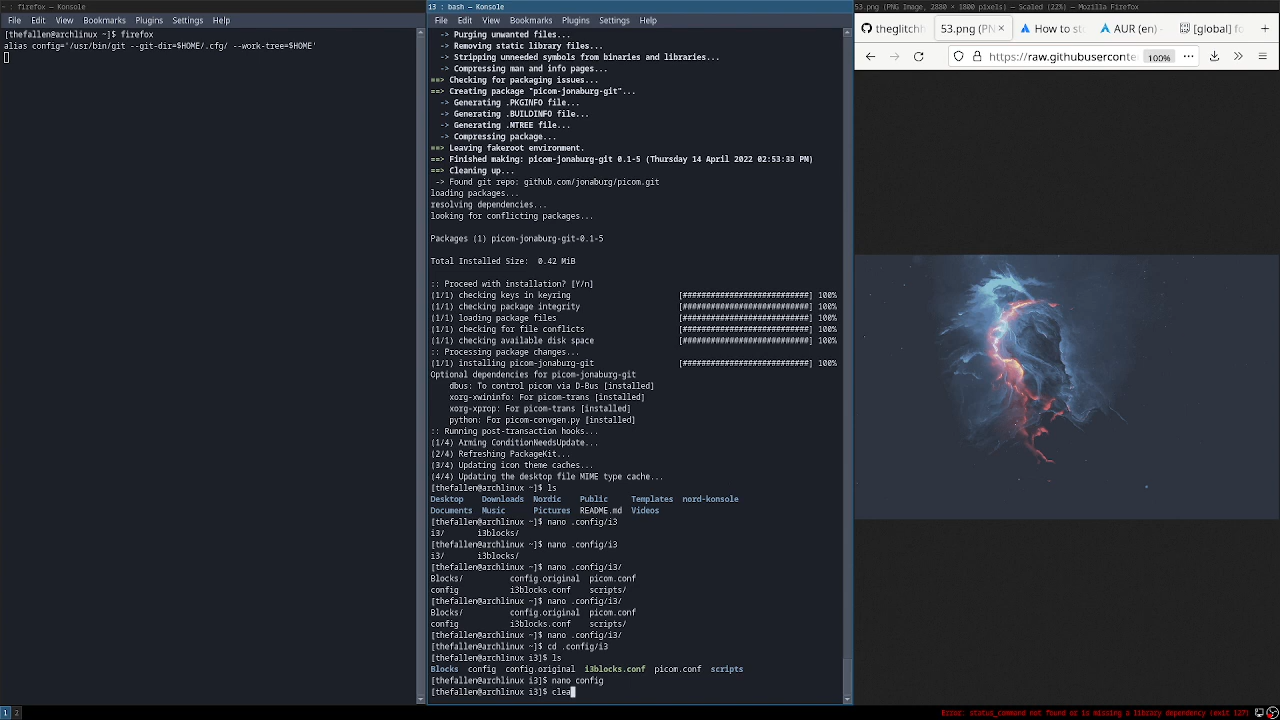 ~ : firefox — Konsole
File Edit View Bookmarks Plugins Settings Help
[thefallen@archlinux ~]$ firefox
alias config='/usr/bin/git --git-dir=$HOME/.cfg/ --work-tree=$HOME'
i3 : bash — Konsole
File Edit View Bookmarks Plugins Settings Help
-> Purging unwanted files...
-> Removing static library files...
-> Stripping unneeded symbols from binaries and libraries...
-> Compressing man and info pages...
==> Checking for packaging issues...
==> Creating package "picom-jonaburg-git"...
-> Generating .PKGINFO file...
-> Generating .BUILDINFO file...
-> Generating .MTREE file...
-> Compressing package...
==> Leaving fakeroot environment.
==> Finished making: picom-jonaburg-git 0.1-5 (Thursday 14 April 2022 02:53:33 PM)
==> Cleaning up...
-> Found git repo: github.com/jonaburg/picom.git
loading packages...
resolving dependencies...
looking for conflicting packages...
Packages (1) picom-jonaburg-git-0.1-5
Total Installed Size:  0.42 MiB
:: Proceed with installation? [Y/n]
(1/1) checking keys in keyring [###########################] 100%
(1/1) checking package integrity [###########################] 100%
(1/1) loading package files [###########################] 100%
(1/1) checking for file conflicts [###########################] 100%
(1/1) checking available disk space [###########################] 100%
:: Processing package changes...
(1/1) installing picom-jonaburg-git [###########################] 100%
Optional dependencies for picom-jonaburg-git
dbus: To control picom via D-Bus [installed]
xorg-xwininfo: For picom-trans [installed]
xorg-xprop: For picom-trans [installed]
python: For picom-convgen.py [installed]
:: Running post-transaction hooks...
(1/4) Arming ConditionNeedsUpdate...
(2/4) Refreshing PackageKit...
(3/4) Updating icon theme caches...
(4/4) Updating the desktop file MIME type cache...
[thefallen@archlinux ~]$ ls
Desktop Downloads Nordic Public Templates nord-konsole
Documents Music Pictures README.md Videos
[thefallen@archlinux ~]$ nano .config/i3
i3/ i3blocks/
[thefallen@archlinux ~]$ nano .config/i3
i3/ i3blocks/
[thefallen@archlinux ~]$ nano .config/i3/
Blocks/ config.original picom.conf
config i3blocks.conf scripts/
[thefallen@archlinux ~]$ nano .config/i3/
Blocks/ config.original picom.conf
config i3blocks.conf scripts/
[thefallen@archlinux ~]$ nano .config/i3/
[thefallen@archlinux ~]$ cd .config/i3
[thefallen@archlinux i3]$ ls
Blocks config config.original i3blocks.conf picom.conf scripts
[thefallen@archlinux i3]$ nano config
[thefallen@archlinux i3]$ clea
53.png (PNG Image, 2880 × 1800 pixels) — Scaled (22%) — Mozilla Firefox
theglitchh 53.png (PN How to st AUR (en) - [global] for
https://raw.githubuserconte 100%
1 2
Error: status_command not found or is missing a library dependency (exit 127)